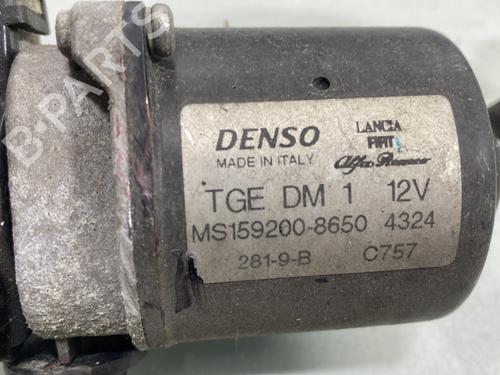 B-PARTS
DENSO
MADE IN ITALY
LANCIA
FIAT
Alfa Romeo
TGE DM 1 12V
MS159200-8650 4324
281-9-B C757